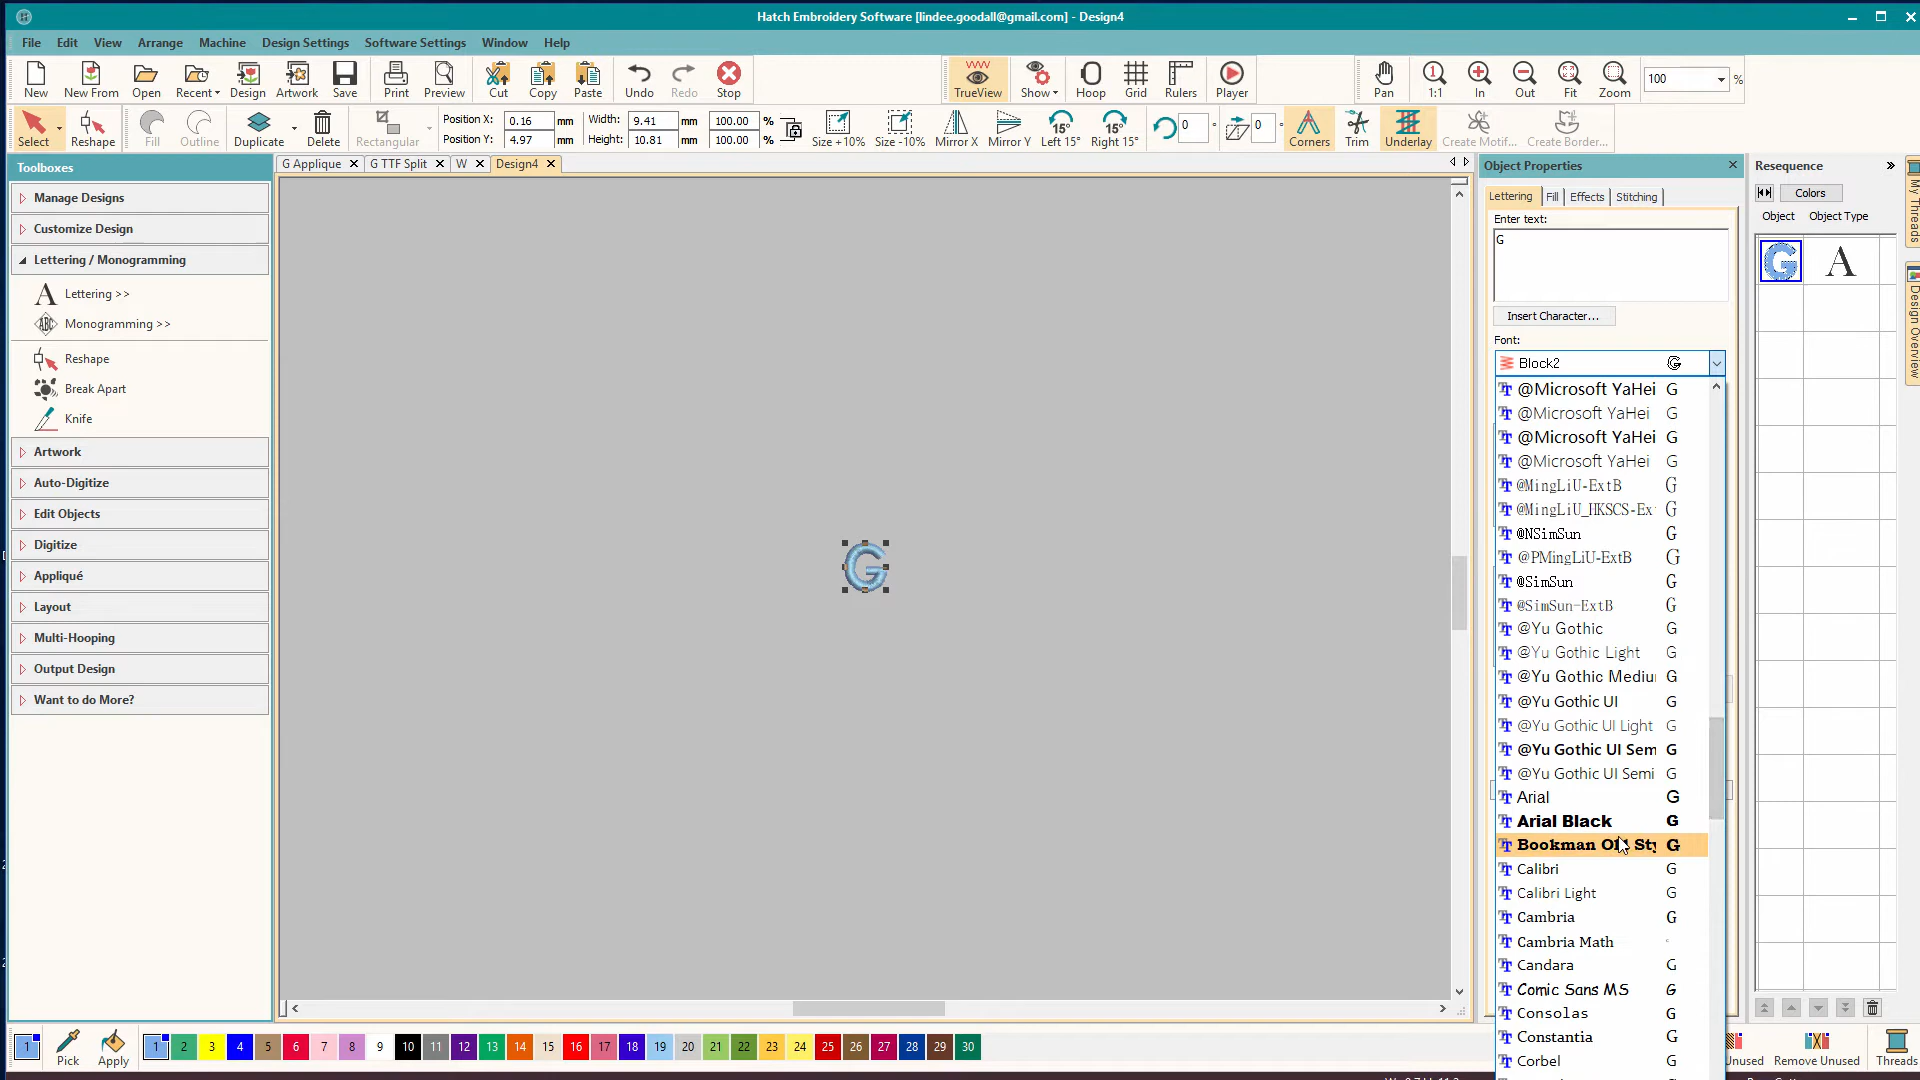 Hatch Embroidery Software [lindee.goodall@gmail.com] - Design4
File Edit View Arrange Machine Design Settings Software Settings Window Help
New New From Open Recent Design Artwork Save Print Preview Cut Copy Paste Undo Redo Stop TrueView Show Hoop Grid Rulers Player Pan 1:1 In Out Fit Zoom 100 %
Select Reshape Fill Outline Duplicate Delete Rectangular
Position X: 0.16 mm Width: 9.41 mm 100.00 %
Position Y: 4.97 mm Height: 10.81 mm 100.00 %
Size +10% Size -10% Mirror X Mirror Y Left 15° Right 15° 0 0 Corners Trim Underlay Create Motif... Create Border...
Toolboxes
Manage Designs
Customize Design
Lettering / Monogramming
Lettering >>
Monogramming >>
Reshape
Break Apart
Knife
Artwork
Auto-Digitize
Edit Objects
Digitize
Appliqué
Layout
Multi-Hooping
Output Design
Want to do More?
G Applique G TTF Split W Design4
G
Object Properties
Lettering Fill Effects Stitching
Enter text:
G
Insert Character...
Font:
Block2 G
@Microsoft YaHei G
@Microsoft YaHei G
@Microsoft YaHei G
@Microsoft YaHei G
@MingLiU-ExtB G
@MingLiU_HKSCS-Ex G
@NSimSun G
@PMingLiU-ExtB G
@SimSun G
@SimSun-ExtB G
@Yu Gothic G
@Yu Gothic Light G
@Yu Gothic Mediu G
@Yu Gothic UI G
@Yu Gothic UI Light G
@Yu Gothic UI Sem G
@Yu Gothic UI Semi G
Arial G
Arial Black G
Bookman Old Sty G
Calibri G
Calibri Light G
Cambria G
Cambria Math
Candara G
Comic Sans MS G
Consolas G
Constantia G
Corbel G
Resequence
Colors
Object Object Type
G A
My Threads
Design Overview
1 Pick Apply 1 2 3 4 5 6 7 8 9 10 11 12 13 14 15 16 17 18 19 20 21 22 23 24 25 26 27 28 29 30
Unused Remove Unused Threads